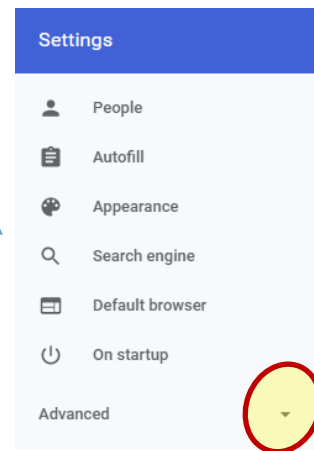 Settings
People
Autofill
Appearance
Search engine
Default browser
On startup
Advanced